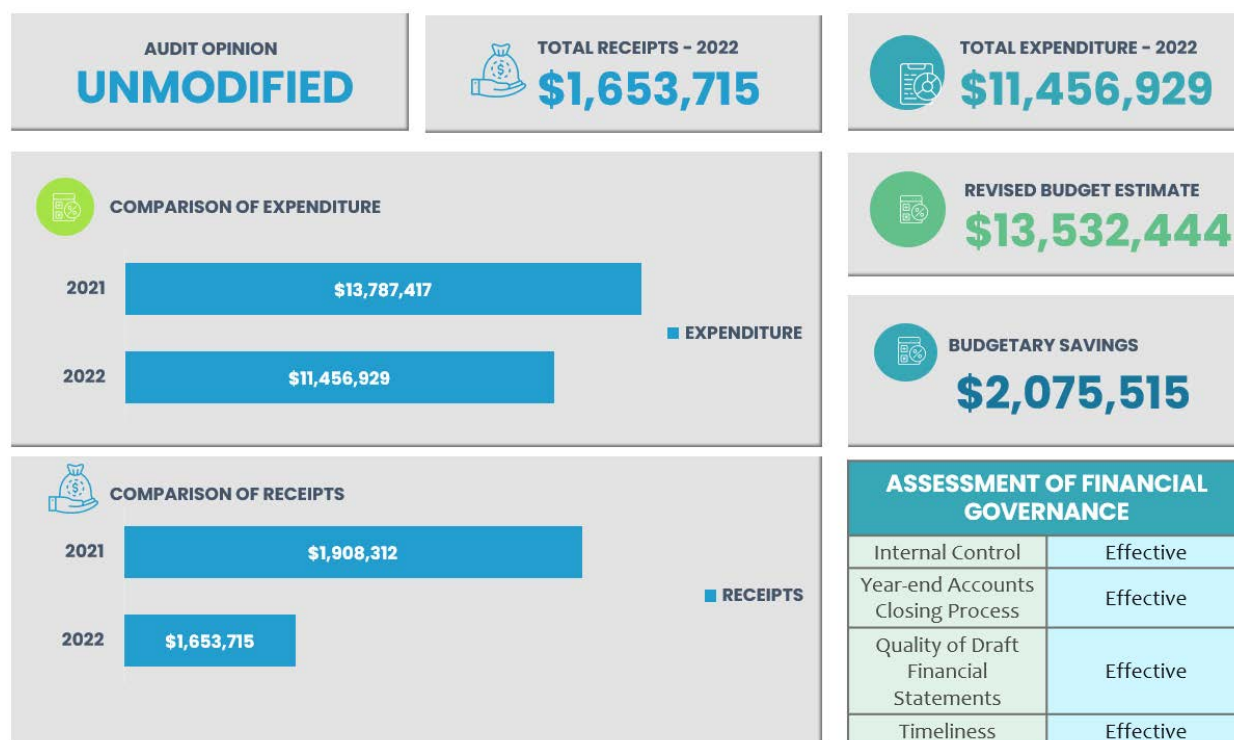 AUDIT OPINION
UNMODIFIED
TOTAL RECEIPTS - 2022
$1,653,715
TOTAL EXPENDITURE - 2022
$11,456,929
COMPARISON OF EXPENDITURE
2021
$13,787,417
EXPENDITURE
2022
$11,456,929
REVISED BUDGET ESTIMATE
$13,532,444
BUDGETARY SAVINGS
$2,075,515
COMPARISON OF RECEIPTS
2021
$1,908,312
RECEIPTS
2022
$1,653,715
ASSESSMENT OF FINANCIAL
GOVERNANCE
Internal Control Effective
Year-end Accounts
Closing Process
Effective
Quality of Draft
Financial
Statements
Effective
Timeliness Effective